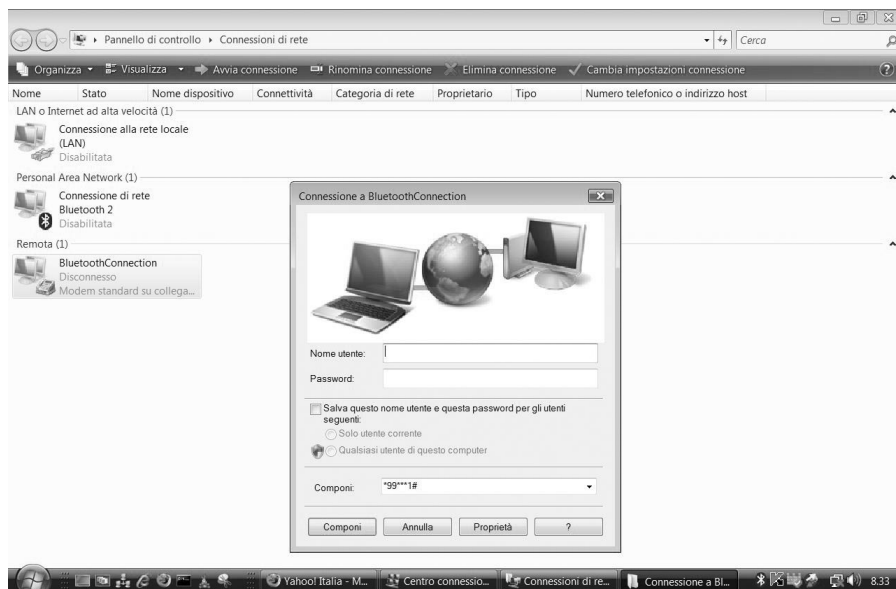 Pannello di controllo Connessioni di rete
Cerca
Organizza Visualizza Avvia connessione Rinomina connessione Elimina connessione Cambia impostazioni connessione ?
Nome Stato Nome dispositivo Connettività Categoria di rete Proprietario Tipo Numero telefonico o indirizzo host
LAN o Internet ad alta velocità (1)
Connessione alla rete locale
(LAN)
Disabilitata
Personal Area Network (1)
Connessione di rete
Bluetooth 2
Disabilitata
Remota (1)
BluetoothConnection
Disconnesso
Modem standard su collega...
Connessione a BluetoothConnection
Nome utente:
Password:
Salva questo nome utente e questa password per gli utenti
seguenti:
Solo utente corrente
Qualsiasi utente di questo computer
Componi: *99***1#
Componi Annulla Proprietà ?
Yahoo! Italia - M... Centro connessio... Connessioni di re... Connessione a Bl... 8.33